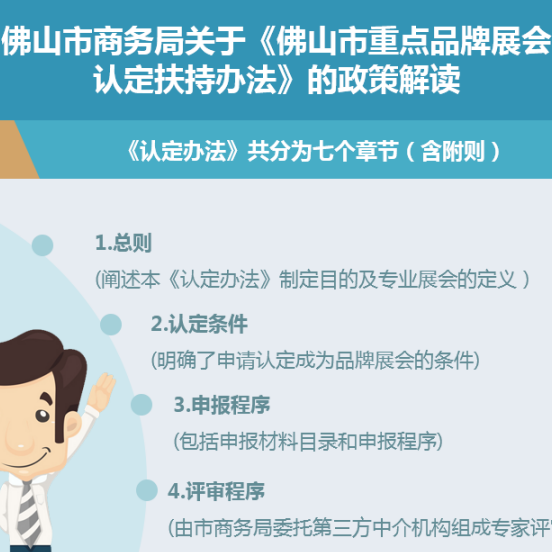 佛山市商务局关于《佛山市重点品牌展会
认定扶持办法》的政策解读
《认定办法》共分为七个章节（含附则）
1.总则
(阐述本《认定办法》制定目的及专业展会的定义 )
2.认定条件
(明确了申请认定成为品牌展会的条件)
3.申报程序
(包括申报材料目录和申报程序)
4.评审程序
(由市商务局委托第三方中介机构组成专家评